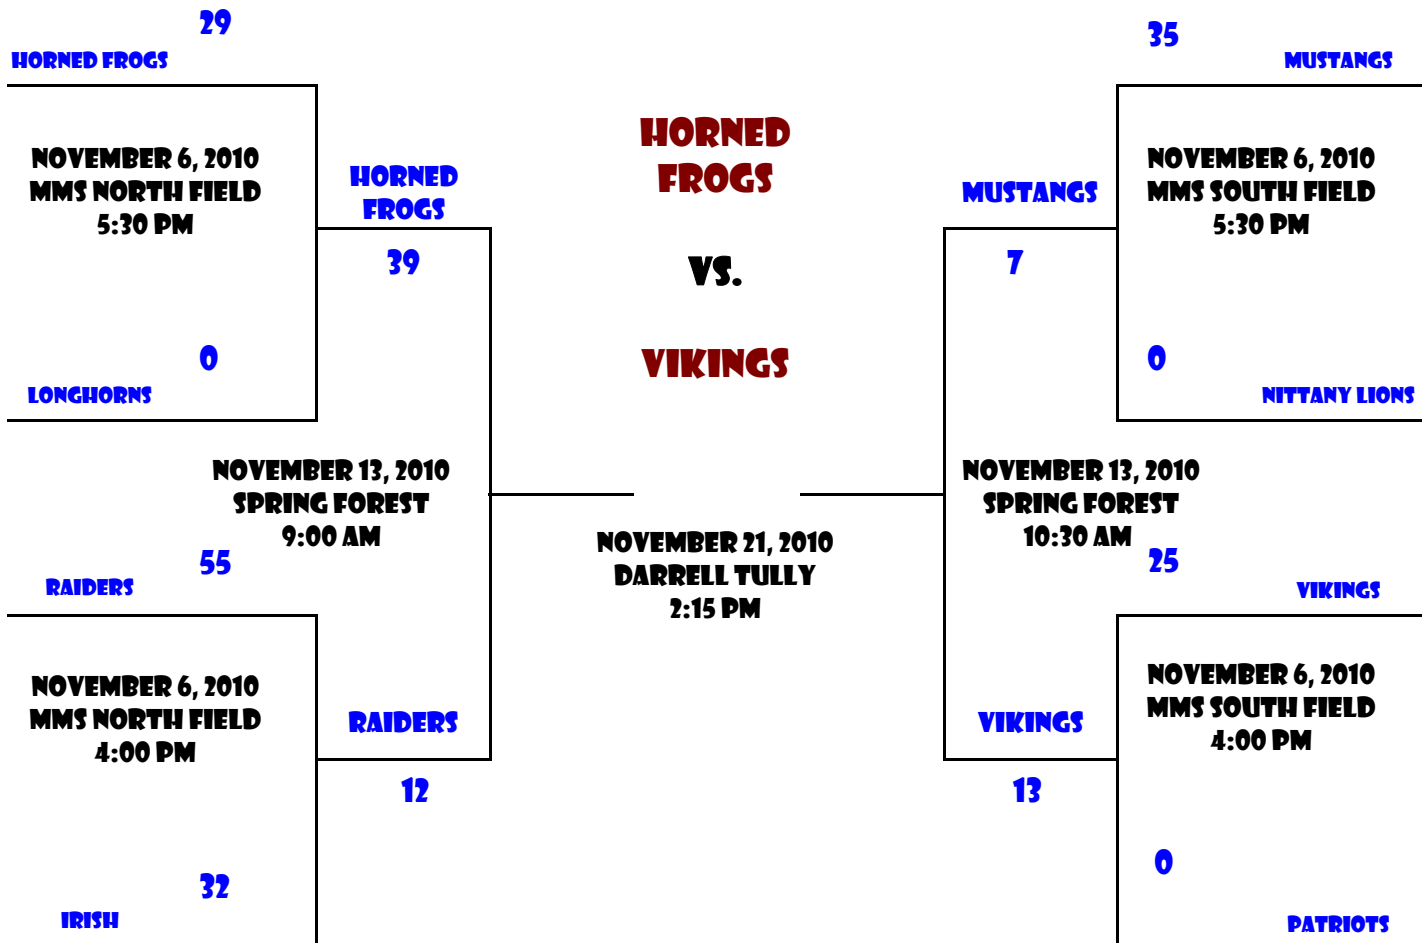 29
HORNED FROGS
NOVEMBER 6, 2010
MMS NORTH FIELD
5:30 PM
0
LONGHORNS
HORNED
FROGS
39
NOVEMBER 13, 2010
SPRING FOREST
9:00 AM
55
RAIDERS
NOVEMBER 6, 2010
MMS NORTH FIELD
4:00 PM
RAIDERS
12
32
IRISH
HORNED
FROGS
VS.
VIKINGS
NOVEMBER 21, 2010
DARRELL TULLY
2:15 PM
35
MUSTANGS
MUSTANGS
7
NOVEMBER 6, 2010
MMS SOUTH FIELD
5:30 PM
0
NITTANY LIONS
NOVEMBER 13, 2010
SPRING FOREST
10:30 AM
25
VIKINGS
VIKINGS
13
NOVEMBER 6, 2010
MMS SOUTH FIELD
4:00 PM
0
PATRIOTS